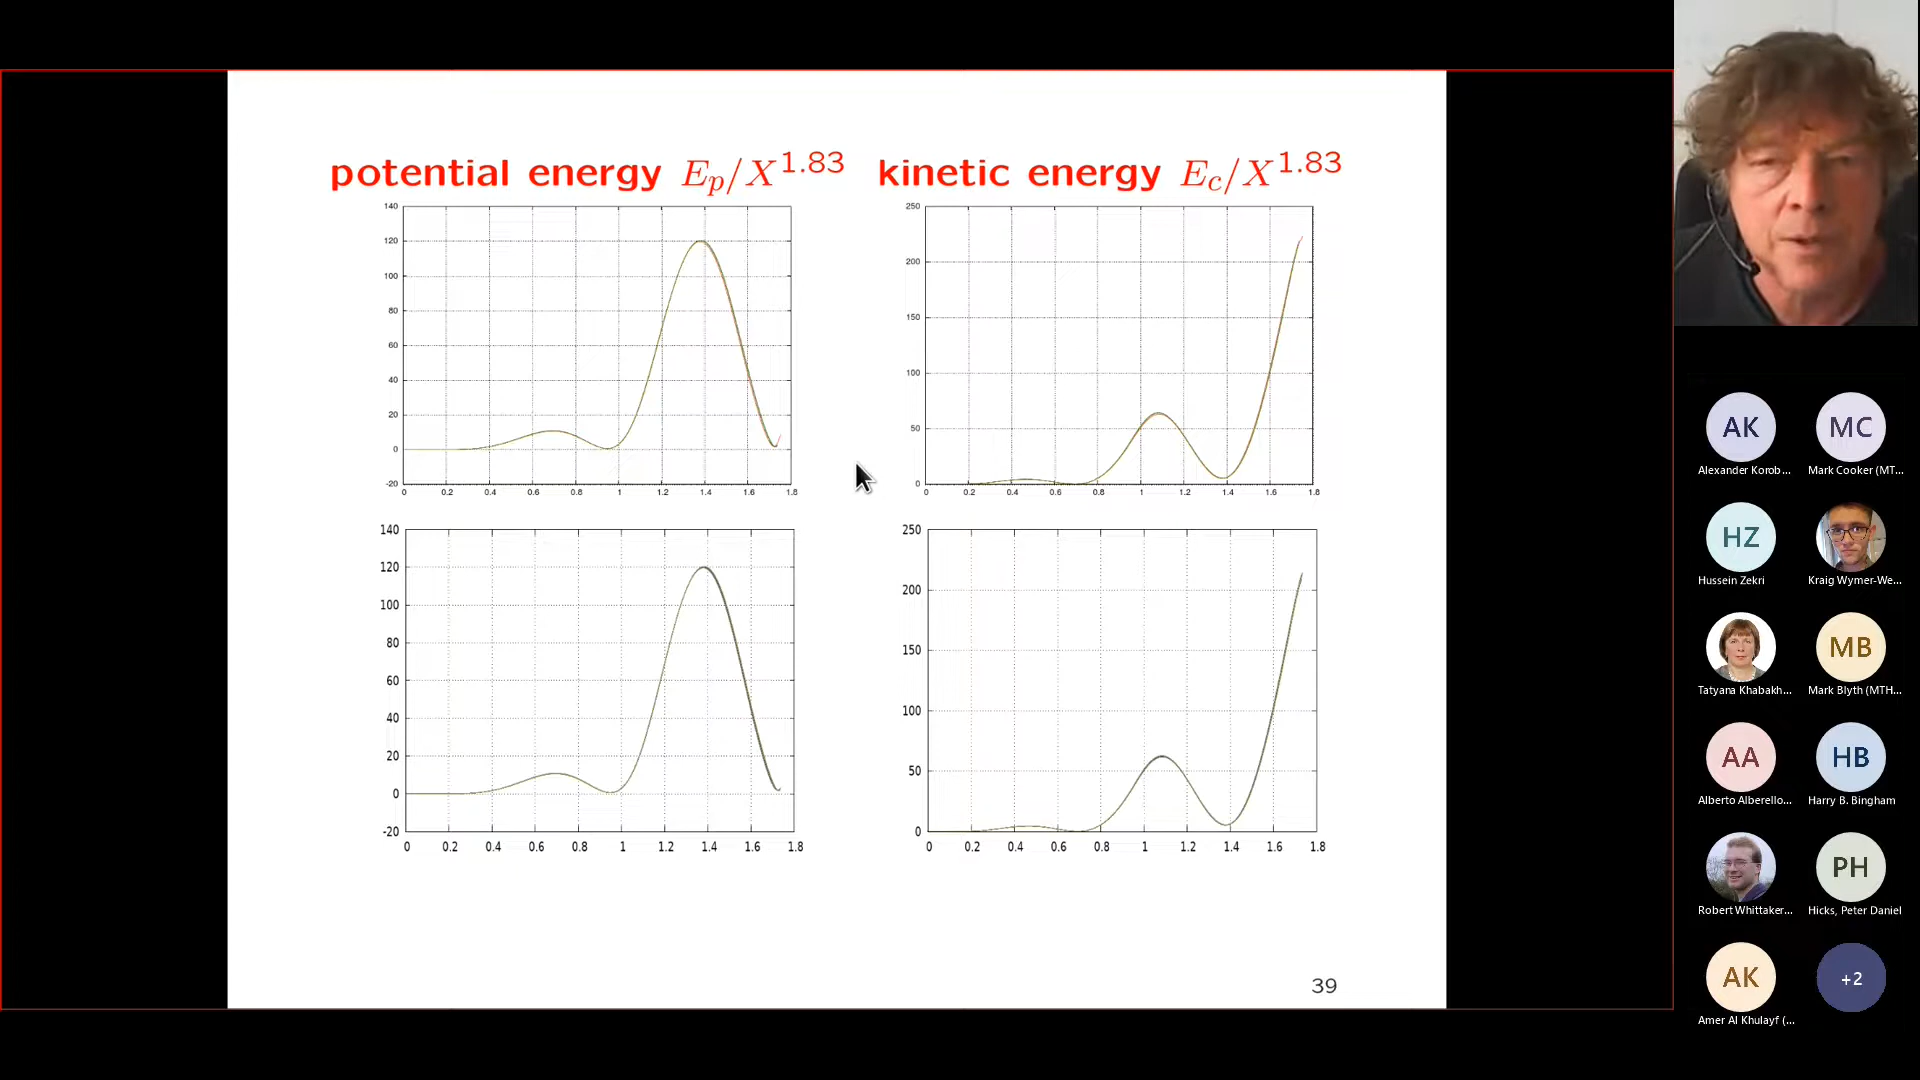 potential energy E_p/X^1.83 kinetic energy E_c/X^1.83
140
120
100
80
60
40
20
0
-20
0 0.2 0.4 0.6 0.8 1 1.2 1.4 1.6 1.8
250
200
150
100
50
0
0 0.2 0.4 0.6 0.8 1 1.2 1.4 1.6 1.8
140
120
100
80
60
40
20
0
-20
0 0.2 0.4 0.6 0.8 1 1.2 1.4 1.6 1.8
250
200
150
100
50
0
0 0.2 0.4 0.6 0.8 1 1.2 1.4 1.6 1.8
39
AK MC
Alexander Korob... Mark Cooker (MT...
HZ
Hussein Zekri Kraig Wymer-We...
MB
Tatyana Khabakh... Mark Blyth (MTH...
AA HB
Alberto Alberello... Harry B. Bingham
PH
Robert Whittaker... Hicks, Peter Daniel
AK +2
Amer Al Khulayf (...